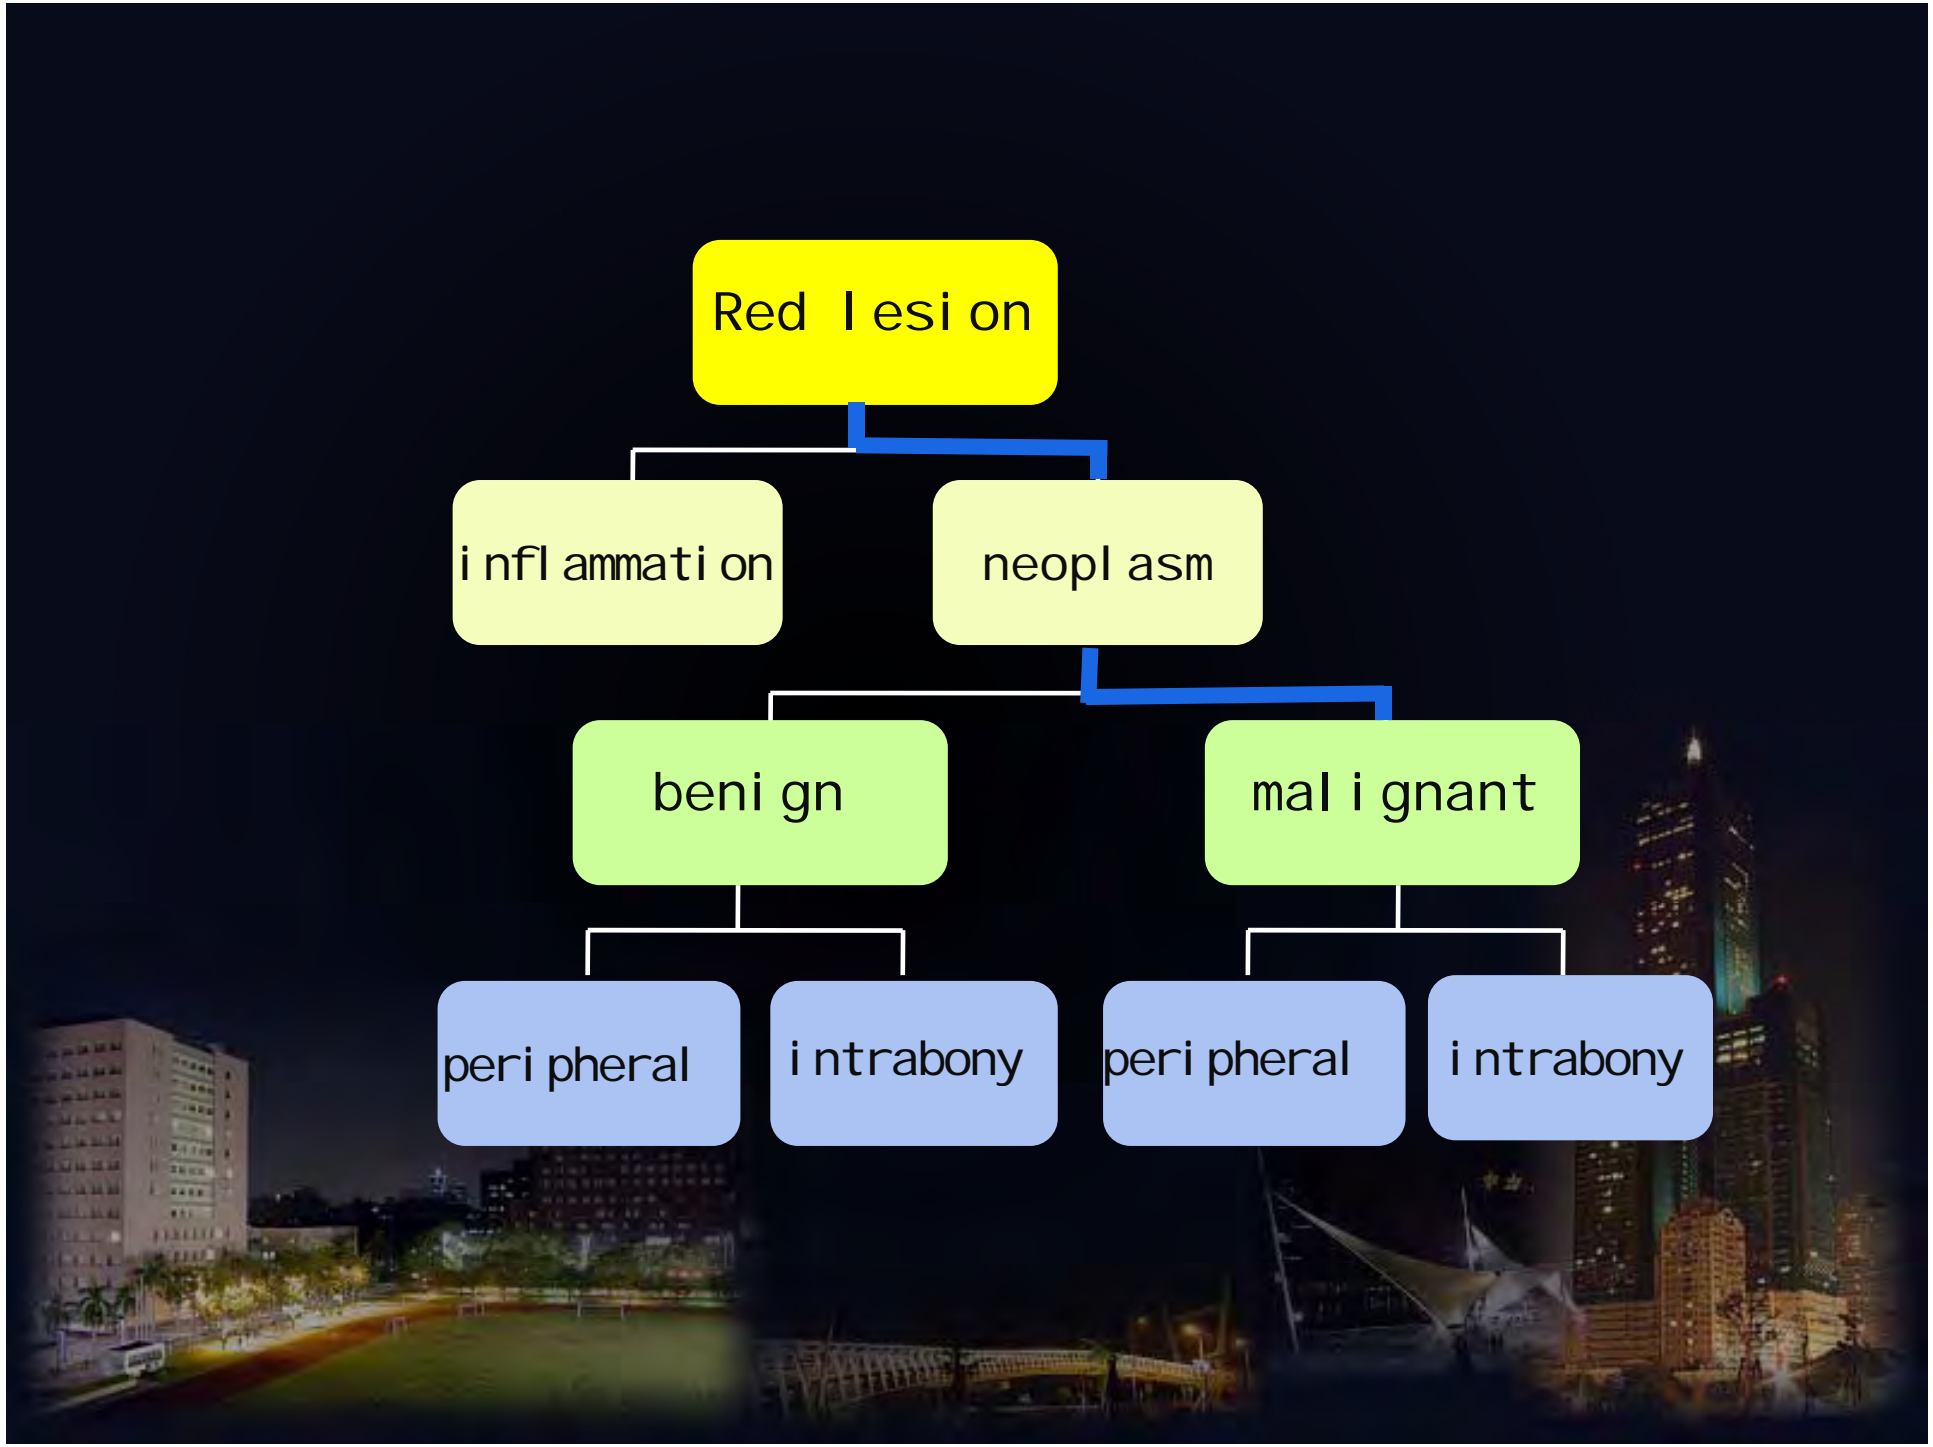 Red lesion
inflammation
neoplasm
benign
malignant
peripheral
intrabony
peripheral
intrabony